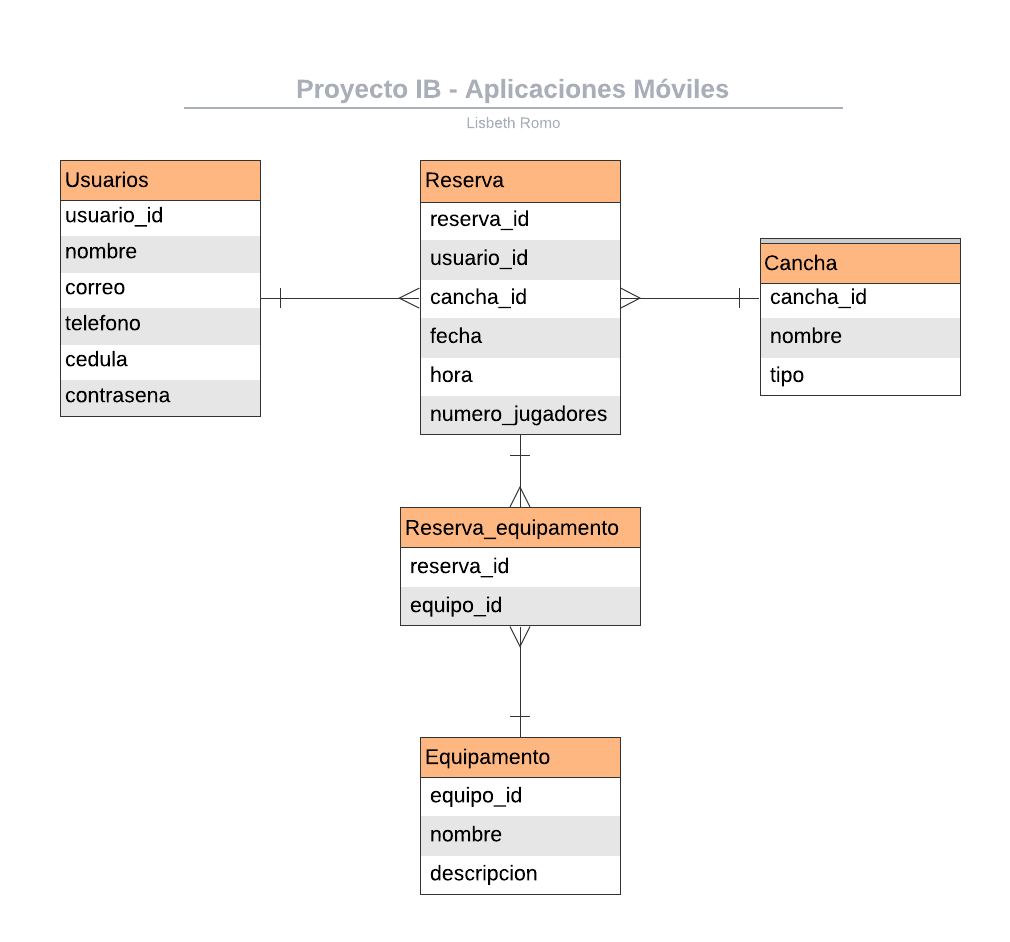 Proyecto IB - Aplicaciones Móviles
Lisbeth Romo
Usuarios
usuario_id
nombre
correo
telefono
cedula
contrasena
Reserva
reserva_id
usuario_id
cancha_id
fecha
hora
numero_jugadores
Cancha
cancha_id
nombre
tipo
Reserva_equipamento
reserva_id
equipo_id
Equipamento
equipo_id
nombre
descripcion